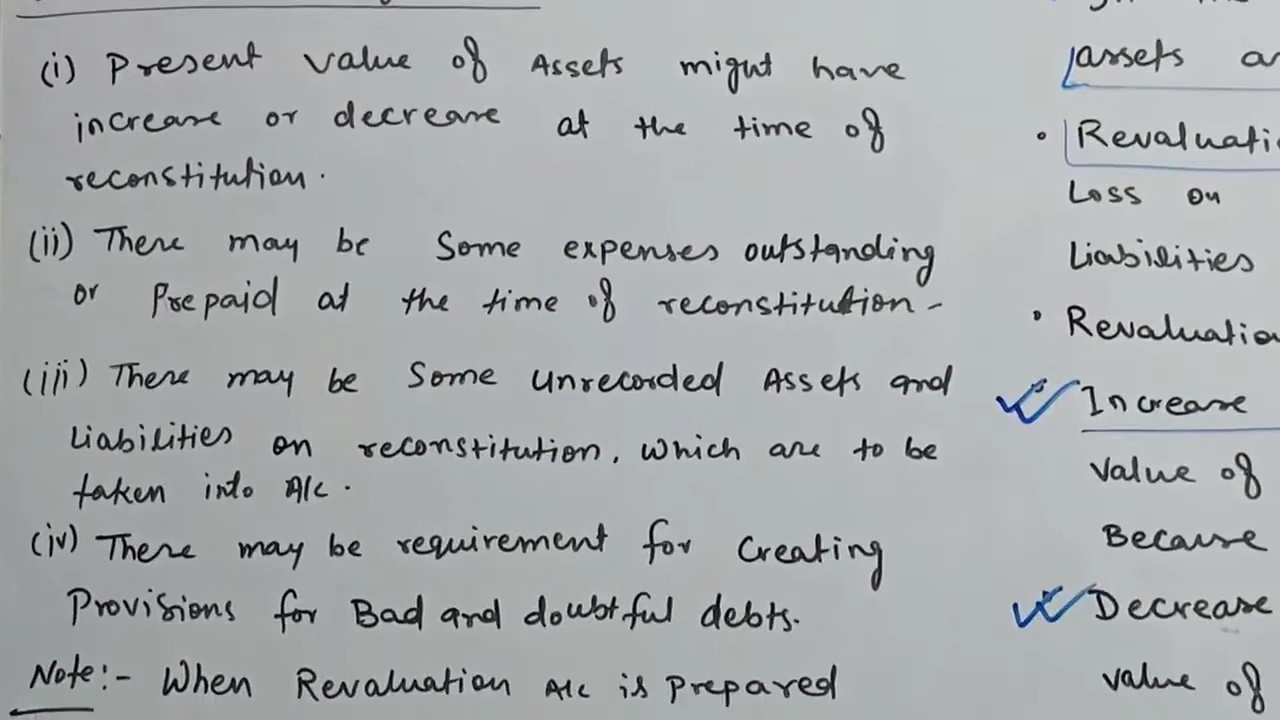 (i) Present value of Assets might have
increase or decrease at the time of
reconstitution.
(ii) There may be Some expenses outstanding
or Prepaid at the time of reconstitution-
(iii) There may be Some Unrecorded Assets and
Liabilities on reconstitution, which are to be
taken into A/c.
(iv) There may be requirement for Creating
Provisions for Bad and doubtful debts.
Note:- When Revaluation A/c is prepared
assets
• Revaluati
Loss on
Liabilities
• Revaluation
Increase
Value of
Because
Decrease
value of